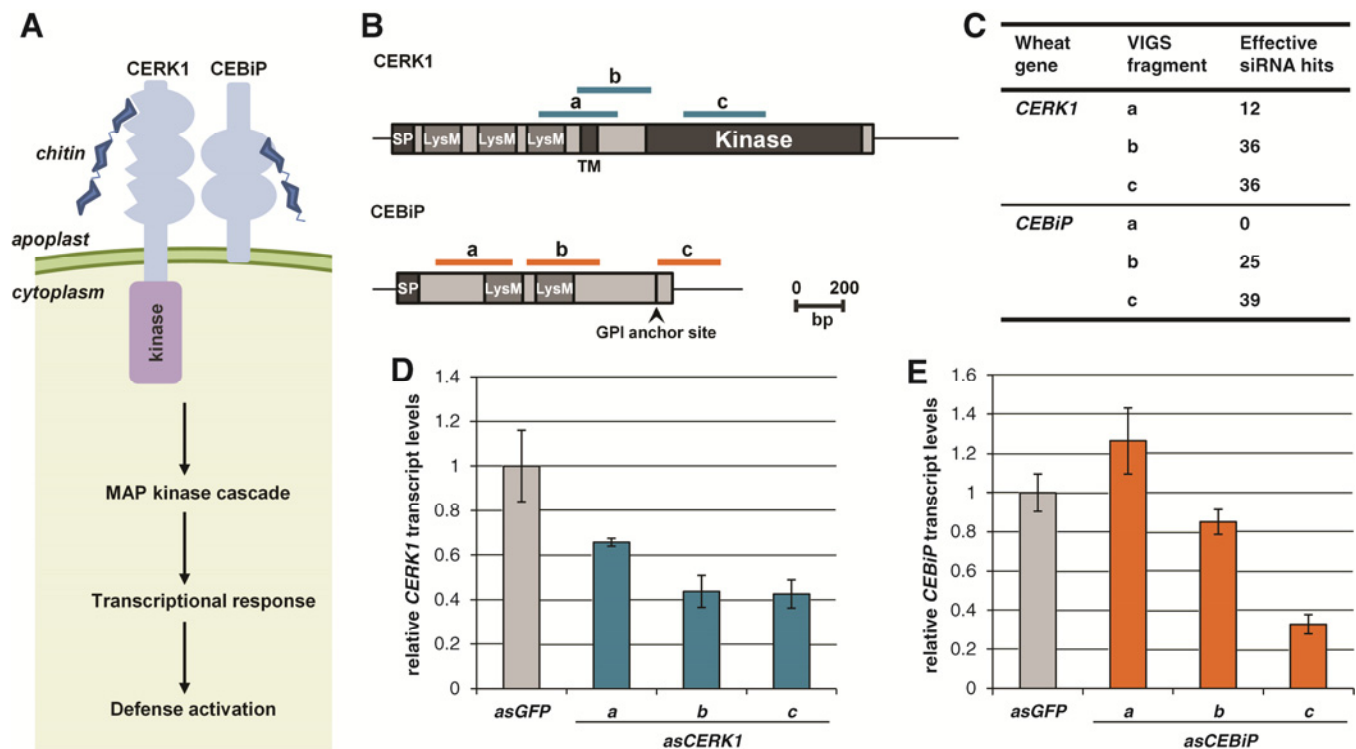 A
CERK1 CEBiP
chitin
apoplast
cytoplasm
kinase
MAP kinase cascade
Transcriptional response
Defense activation
B
CERK1
b
a c
SP LysM LysM LysM Kinase
TM
CEBiP
a b c
SP LysM LysM
GPI anchor site
0 200
bp
C
Wheat gene VIGS fragment Effective siRNA hits
CERK1 a 12
b 36
c 36
CEBiP a 0
b 25
c 39
D
relative CERK1 transcript levels
1.4
1.2
1
0.8
0.6
0.4
0.2
0
asGFP a b c
asCERK1
E
relative CEBiP transcript levels
1.6
1.4
1.2
1
0.8
0.6
0.4
0.2
0
asGFP a b c
asCEBiP